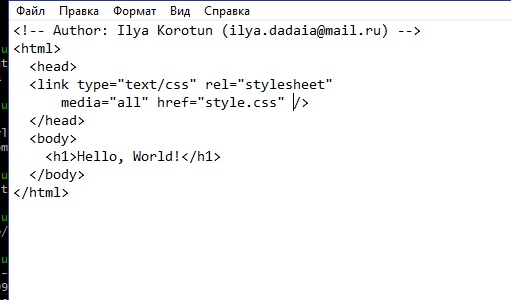 Файл Правка Формат Вид Справка
<!-- Author: Ilya Korotun (ilya.dadaia@mail.ru) -->
<html>
  <head>
  <link type="text/css" rel="stylesheet"
      media="all" href="style.css" />
  </head>
  <body>
    <h1>Hello, World!</h1>
  </body>
</html>